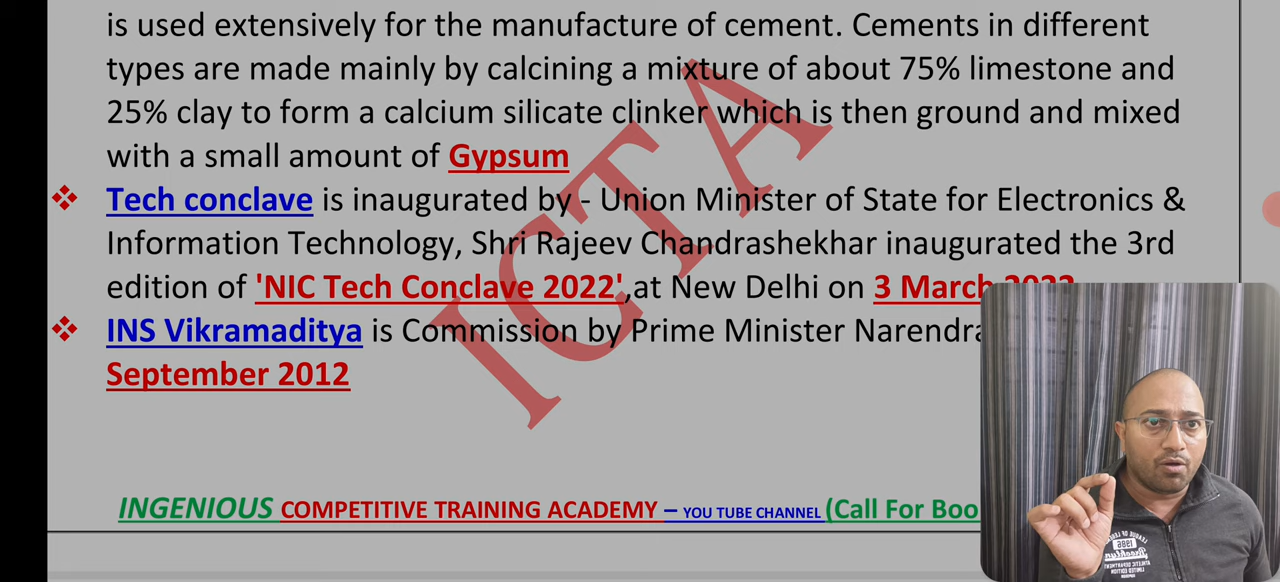 is used extensively for the manufacture of cement. Cements in different
types are made mainly by calcining a mixture of about 75% limestone and
25% clay to form a calcium silicate clinker which is then ground and mixed
with a small amount of Gypsum
❖ Tech conclave is inaugurated by - Union Minister of State for Electronics &
Information Technology, Shri Rajeev Chandrashekhar inaugurated the 3rd
edition of 'NIC Tech Conclave 2022',at New Delhi on 3 March 2022
❖ INS Vikramaditya is Commission by Prime Minister Narendra
September 2012
ICTA
INGENIOUS COMPETITIVE TRAINING ACADEMY – YOU TUBE CHANNEL (Call For Boo